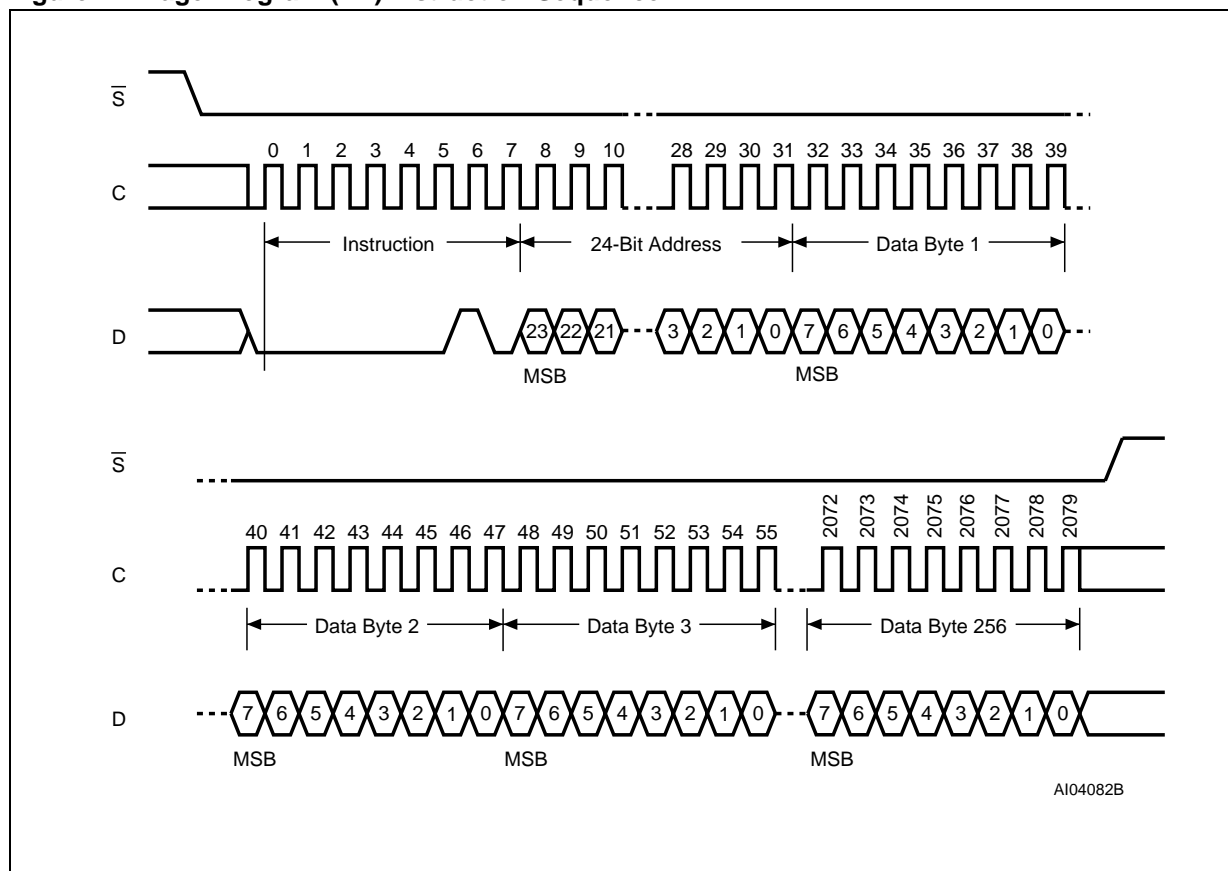 S
0 1 2 3 4 5 6 7 8 9 10 28 29 30 31 32 33 34 35 36 37 38 39
C
Instruction 24-Bit Address Data Byte 1
D 23 22 21 3 2 1 0 7 6 5 4 3 2 1 0
MSB MSB
S
40 41 42 43 44 45 46 47 48 49 50 51 52 53 54 55 2072 2073 2074 2075 2076 2077 2078 2079
C
Data Byte 2 Data Byte 3 Data Byte 256
D 7 6 5 4 3 2 1 0 7 6 5 4 3 2 1 0 7 6 5 4 3 2 1 0
MSB MSB MSB
AI04082B